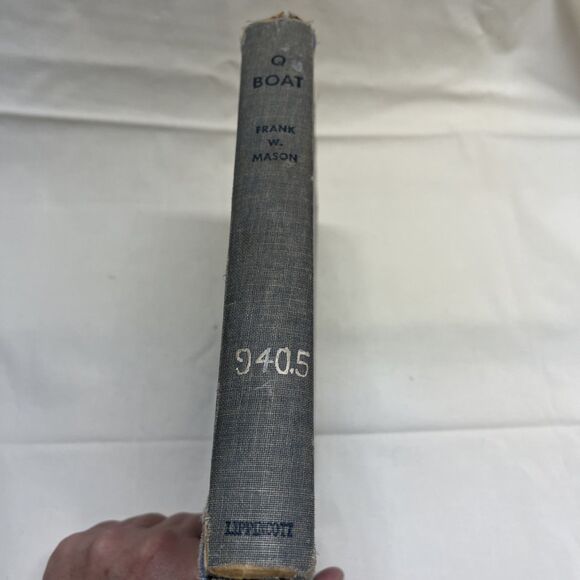 Q
BOAT
FRANK
W.
MASON
940.5
LIPPINCOTT